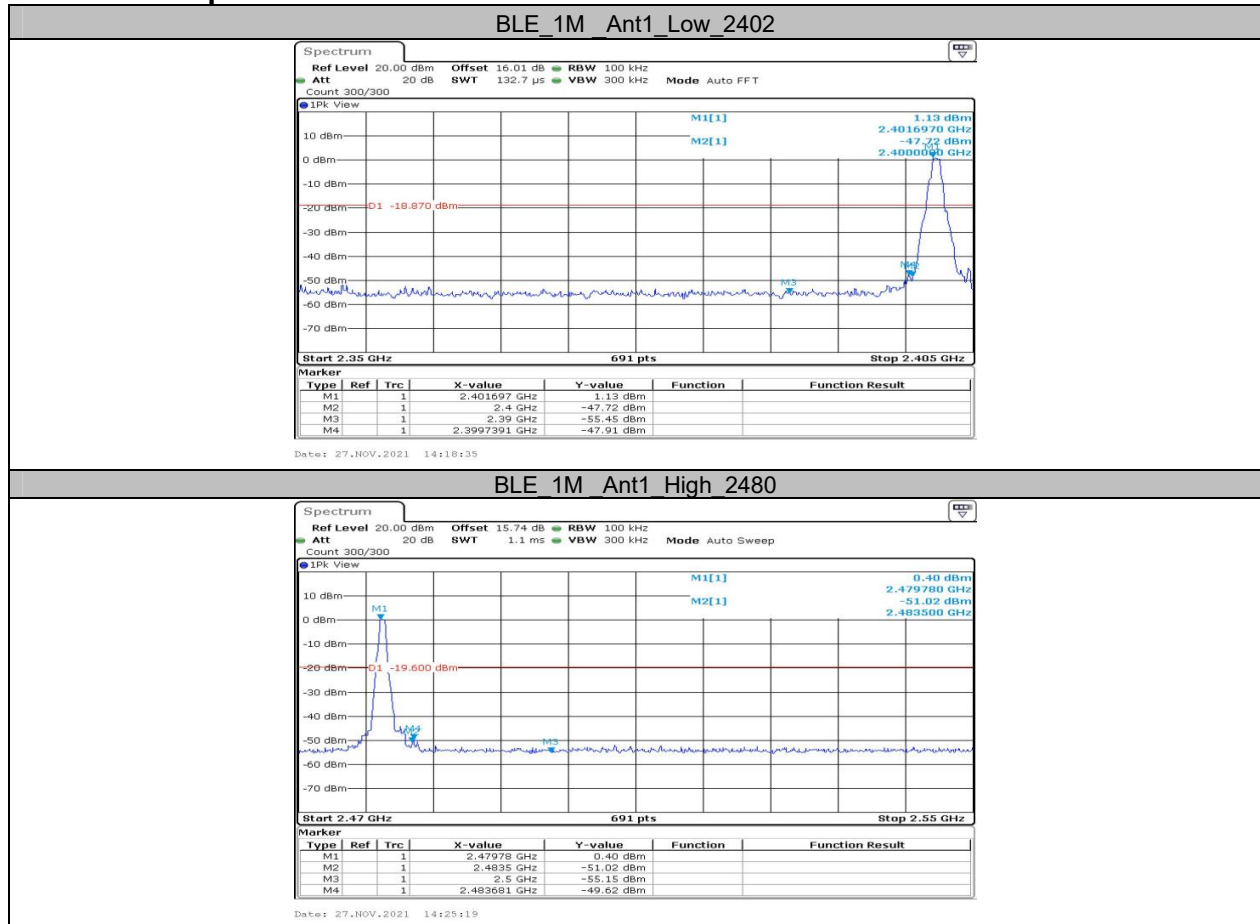 BLE_1M _Ant1_Low_2402
Spectrum
Ref Level 20.00 dBm Offset 16.01 dB RBW 100 kHz
Att 20 dB SWT 132.7 µs VBW 300 kHz Mode Auto FFT
Count 300/300
1Pk View
M1[1] 1.13 dBm
2.4016970 GHz
10 dBm
M2[1] -47.72 dBm
2.4000000 GHz
M1
0 dBm
-10 dBm
-20 dBm D1 -18.870 dBm
-30 dBm
-40 dBm
M4
-50 dBm M3
-60 dBm
-70 dBm
Start 2.35 GHz 691 pts Stop 2.405 GHz
Marker
Type Ref Trc X-value Y-value Function Function Result
M1 1 2.401697 GHz 1.13 dBm
M2 1 2.4 GHz -47.72 dBm
M3 1 2.39 GHz -55.45 dBm
M4 1 2.3997391 GHz -47.91 dBm
Date: 27.NOV.2021 14:18:35
BLE_1M _Ant1_High_2480
Spectrum
Ref Level 20.00 dBm Offset 15.74 dB RBW 100 kHz
Att 20 dB SWT 1.1 ms VBW 300 kHz Mode Auto Sweep
Count 300/300
1Pk View
M1[1] 0.40 dBm
2.479780 GHz
10 dBm
M2[1] -51.02 dBm
2.483500 GHz
M1
0 dBm
-10 dBm
-20 dBm D1 -19.600 dBm
-30 dBm
-40 dBm
M4
-50 dBm M3
-60 dBm
-70 dBm
Start 2.47 GHz 691 pts Stop 2.55 GHz
Marker
Type Ref Trc X-value Y-value Function Function Result
M1 1 2.47978 GHz 0.40 dBm
M2 1 2.4835 GHz -51.02 dBm
M3 1 2.5 GHz -55.15 dBm
M4 1 2.483681 GHz -49.62 dBm
Date: 27.NOV.2021 14:25:19